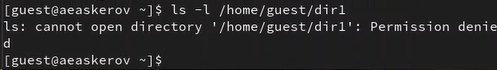 [guest@aeaskerov ~]$ ls -l /home/guest/dir1
ls: cannot open directory '/home/guest/dir1': Permission denie
d
[guest@aeaskerov ~]$